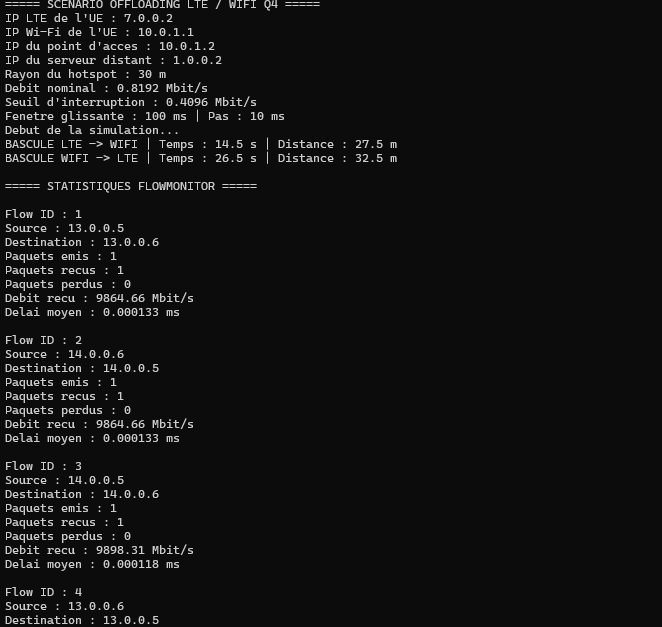 ===== SCENARIO OFFLOADING LTE / WIFI Q4 =====
IP LTE de l'UE : 7.0.0.2
IP Wi-Fi de l'UE : 10.0.1.1
IP du point d'acces : 10.0.1.2
IP du serveur distant : 1.0.0.2
Rayon du hotspot : 30 m
Debit nominal : 0.8192 Mbit/s
Seuil d'interruption : 0.4096 Mbit/s
Fenetre glissante : 100 ms | Pas : 10 ms
Debut de la simulation...
BASCULE LTE -> WIFI | Temps : 14.5 s | Distance : 27.5 m
BASCULE WIFI -> LTE | Temps : 26.5 s | Distance : 32.5 m
===== STATISTIQUES FLOWMONITOR =====
Flow ID : 1
Source : 13.0.0.5
Destination : 13.0.0.6
Paquets emis : 1
Paquets recus : 1
Paquets perdus : 0
Debit recu : 9864.66 Mbit/s
Delai moyen : 0.000133 ms
Flow ID : 2
Source : 14.0.0.6
Destination : 14.0.0.5
Paquets emis : 1
Paquets recus : 1
Paquets perdus : 0
Debit recu : 9864.66 Mbit/s
Delai moyen : 0.000133 ms
Flow ID : 3
Source : 14.0.0.5
Destination : 14.0.0.6
Paquets emis : 1
Paquets recus : 1
Paquets perdus : 0
Debit recu : 9898.31 Mbit/s
Delai moyen : 0.000118 ms
Flow ID : 4
Source : 13.0.0.6
Destination : 13.0.0.5